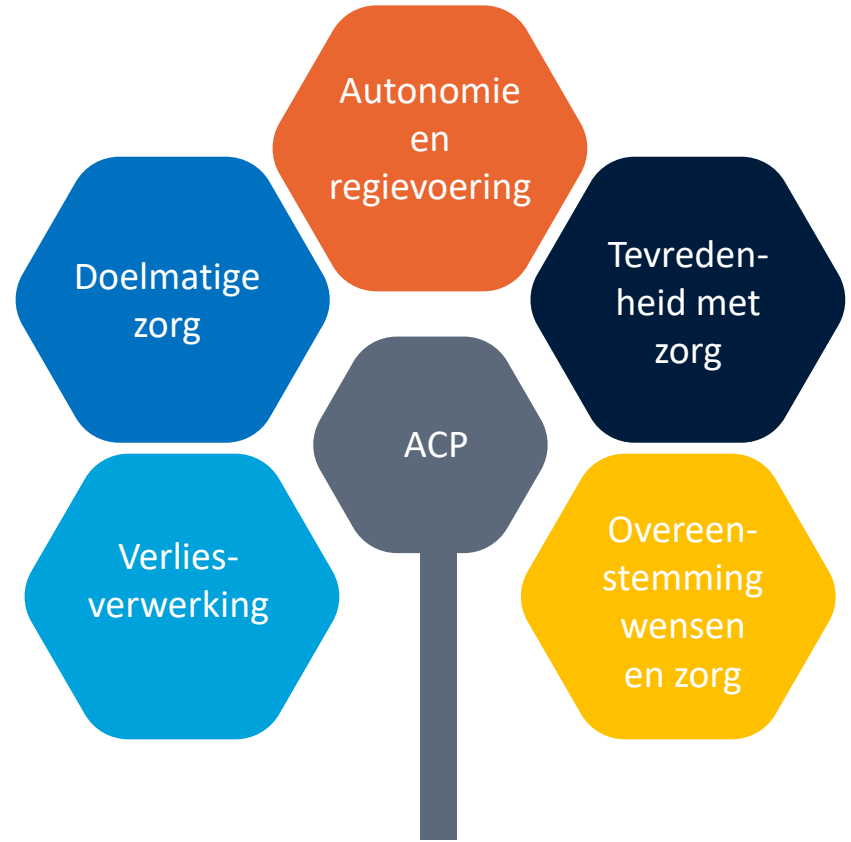 Autonomie
en
regievoering
Doelmatige
zorg
Tevreden-
heid met
zorg
ACP
Verlies-
verwerking
Overeen-
stemming
wensen
en zorg